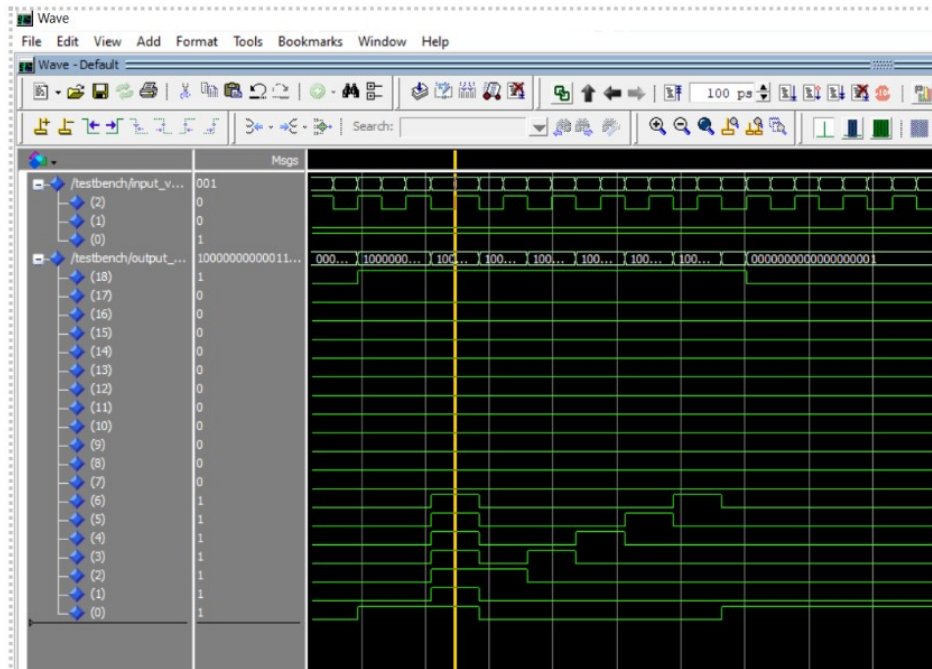 Wave
File Edit View Add Format Tools Bookmarks Window Help
Wave - Default
100 ps
Search:
Msgs
/testbench/input_v... 001
(2) 0
(1) 0
(0) 1
/testbench/output_... 10000000000011... 000... 1000000... 100... 100... 100... 100... 100... 100... 0000000000000000001
(18) 1
(17) 0
(16) 0
(15) 0
(14) 0
(13) 0
(12) 0
(11) 0
(10) 0
(9) 0
(8) 0
(7) 0
(6) 1
(5) 1
(4) 1
(3) 1
(2) 1
(1) 1
(0) 1